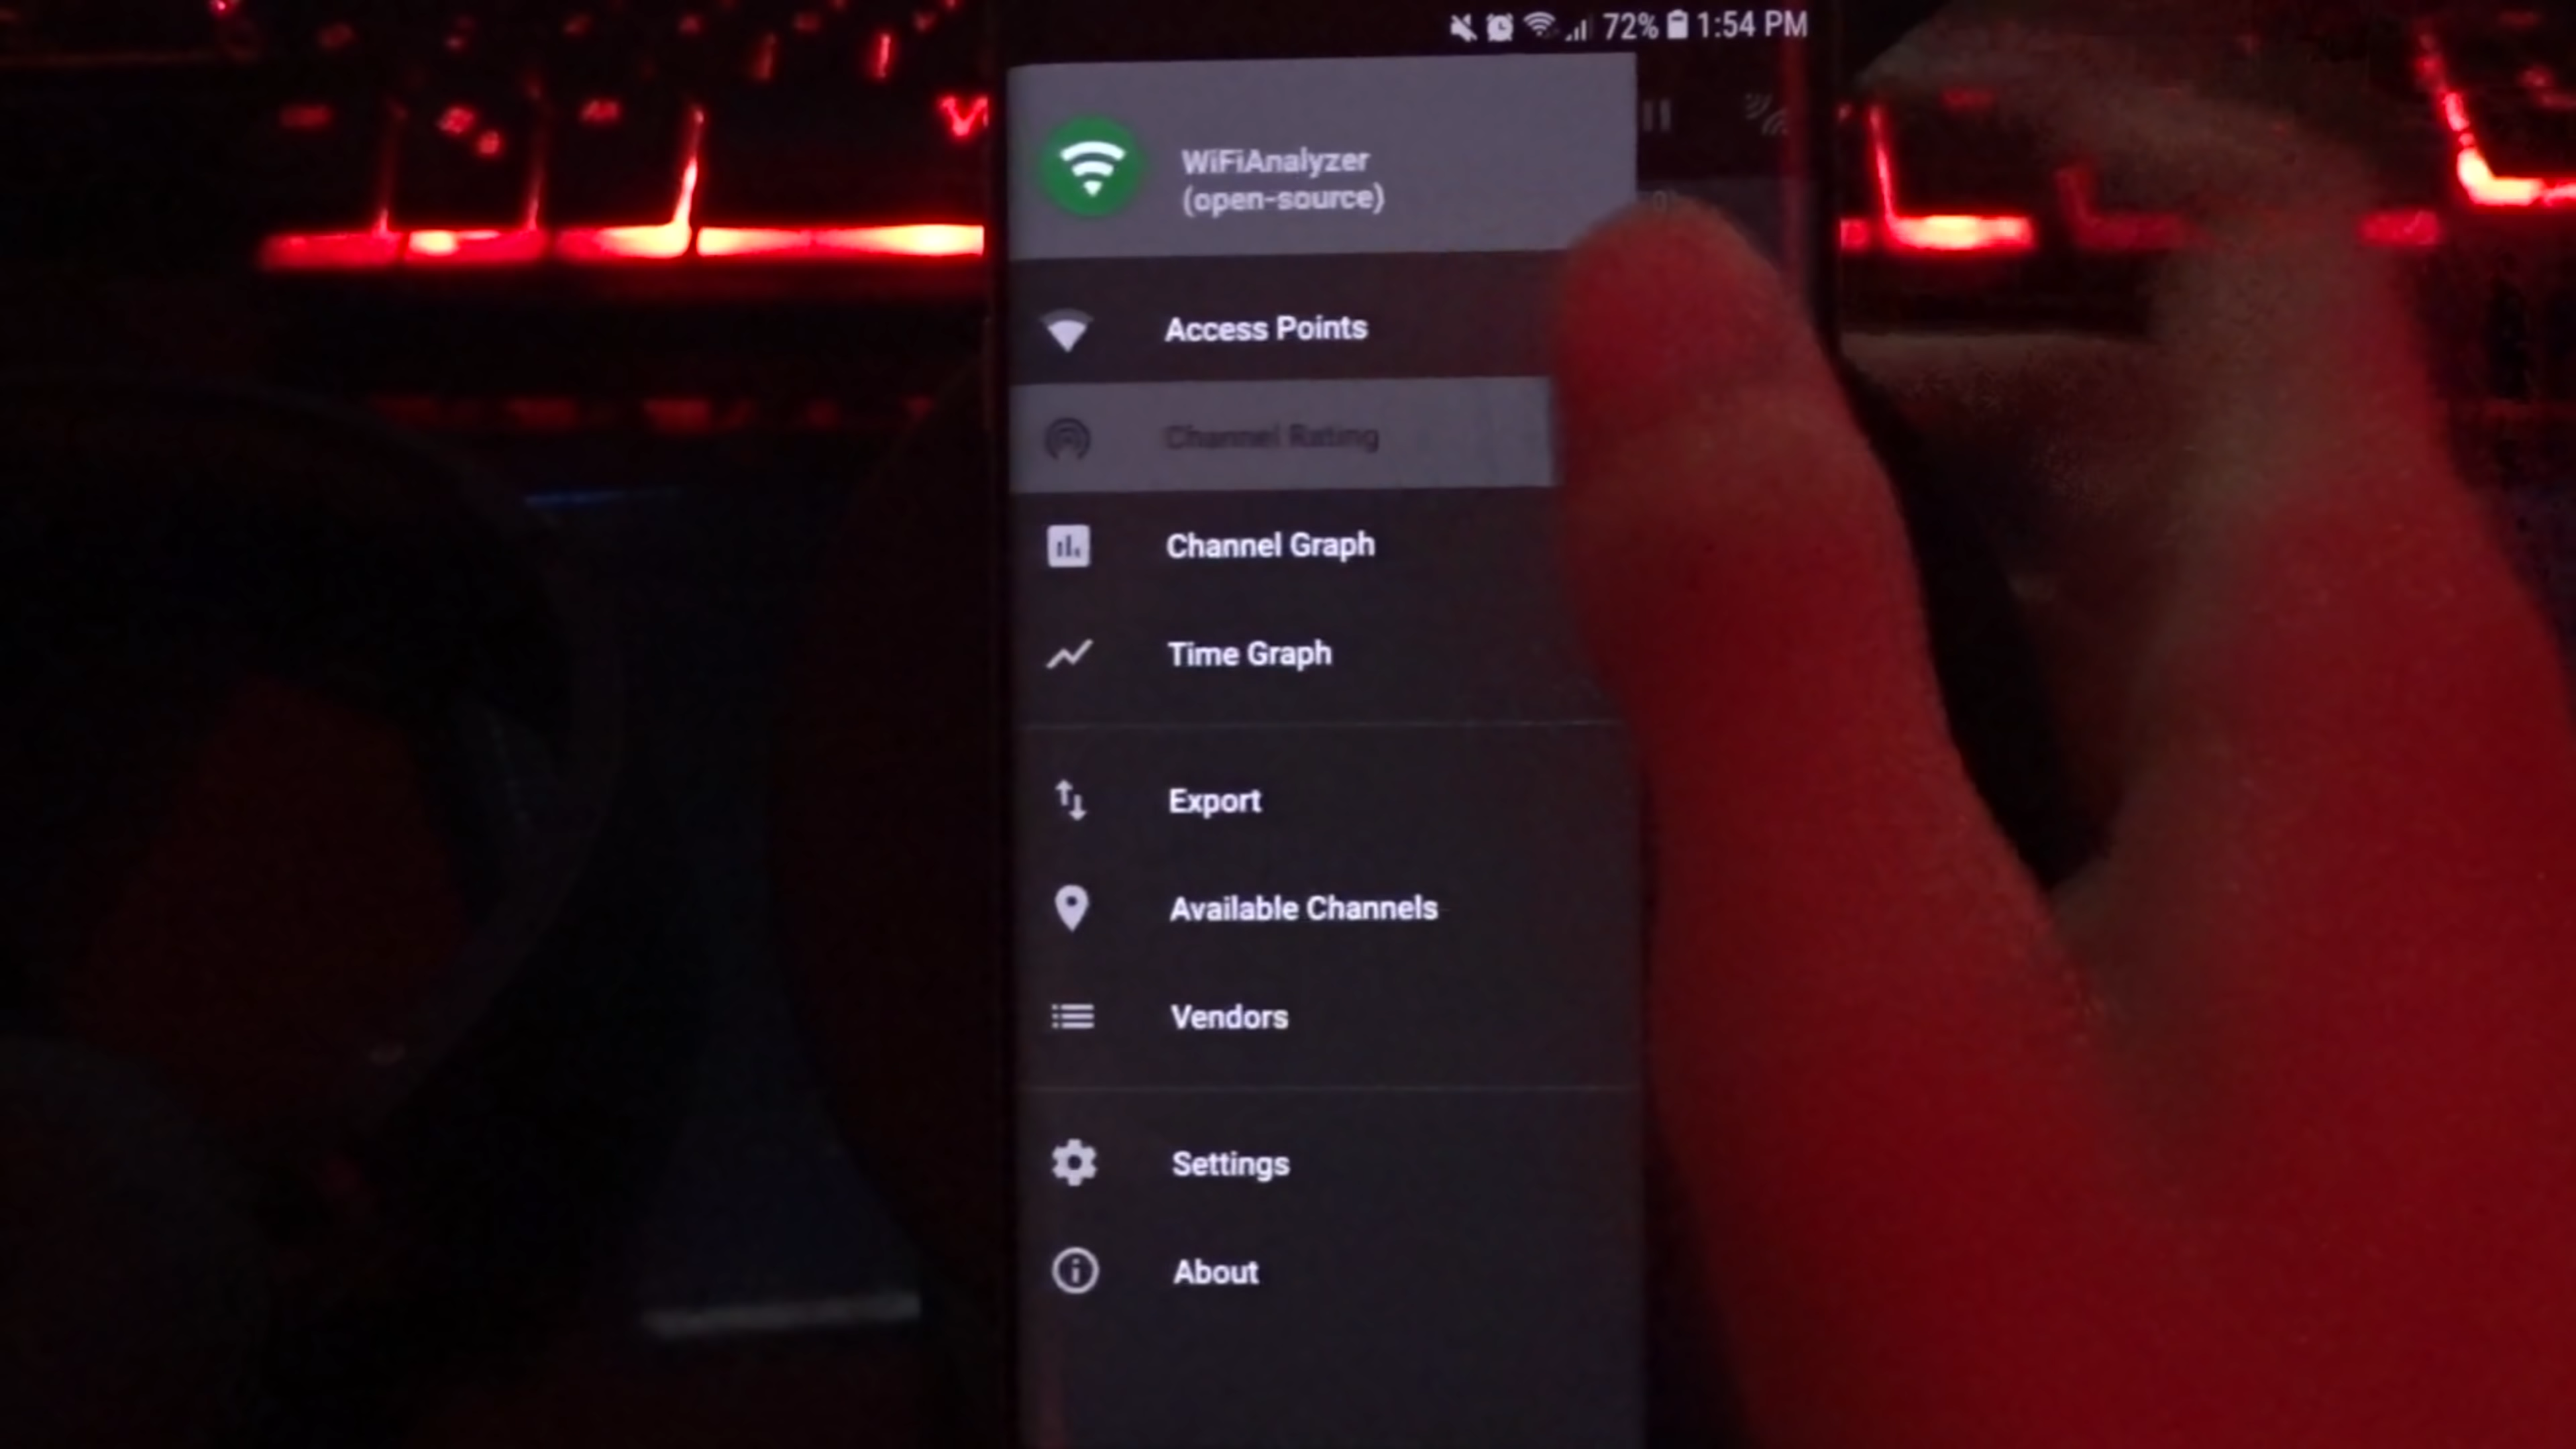 72% 1:54 PM
WiFiAnalyzer
(open-source)
Access Points
Channel Rating
Channel Graph
Time Graph
Export
Available Channels
Vendors
Settings
About